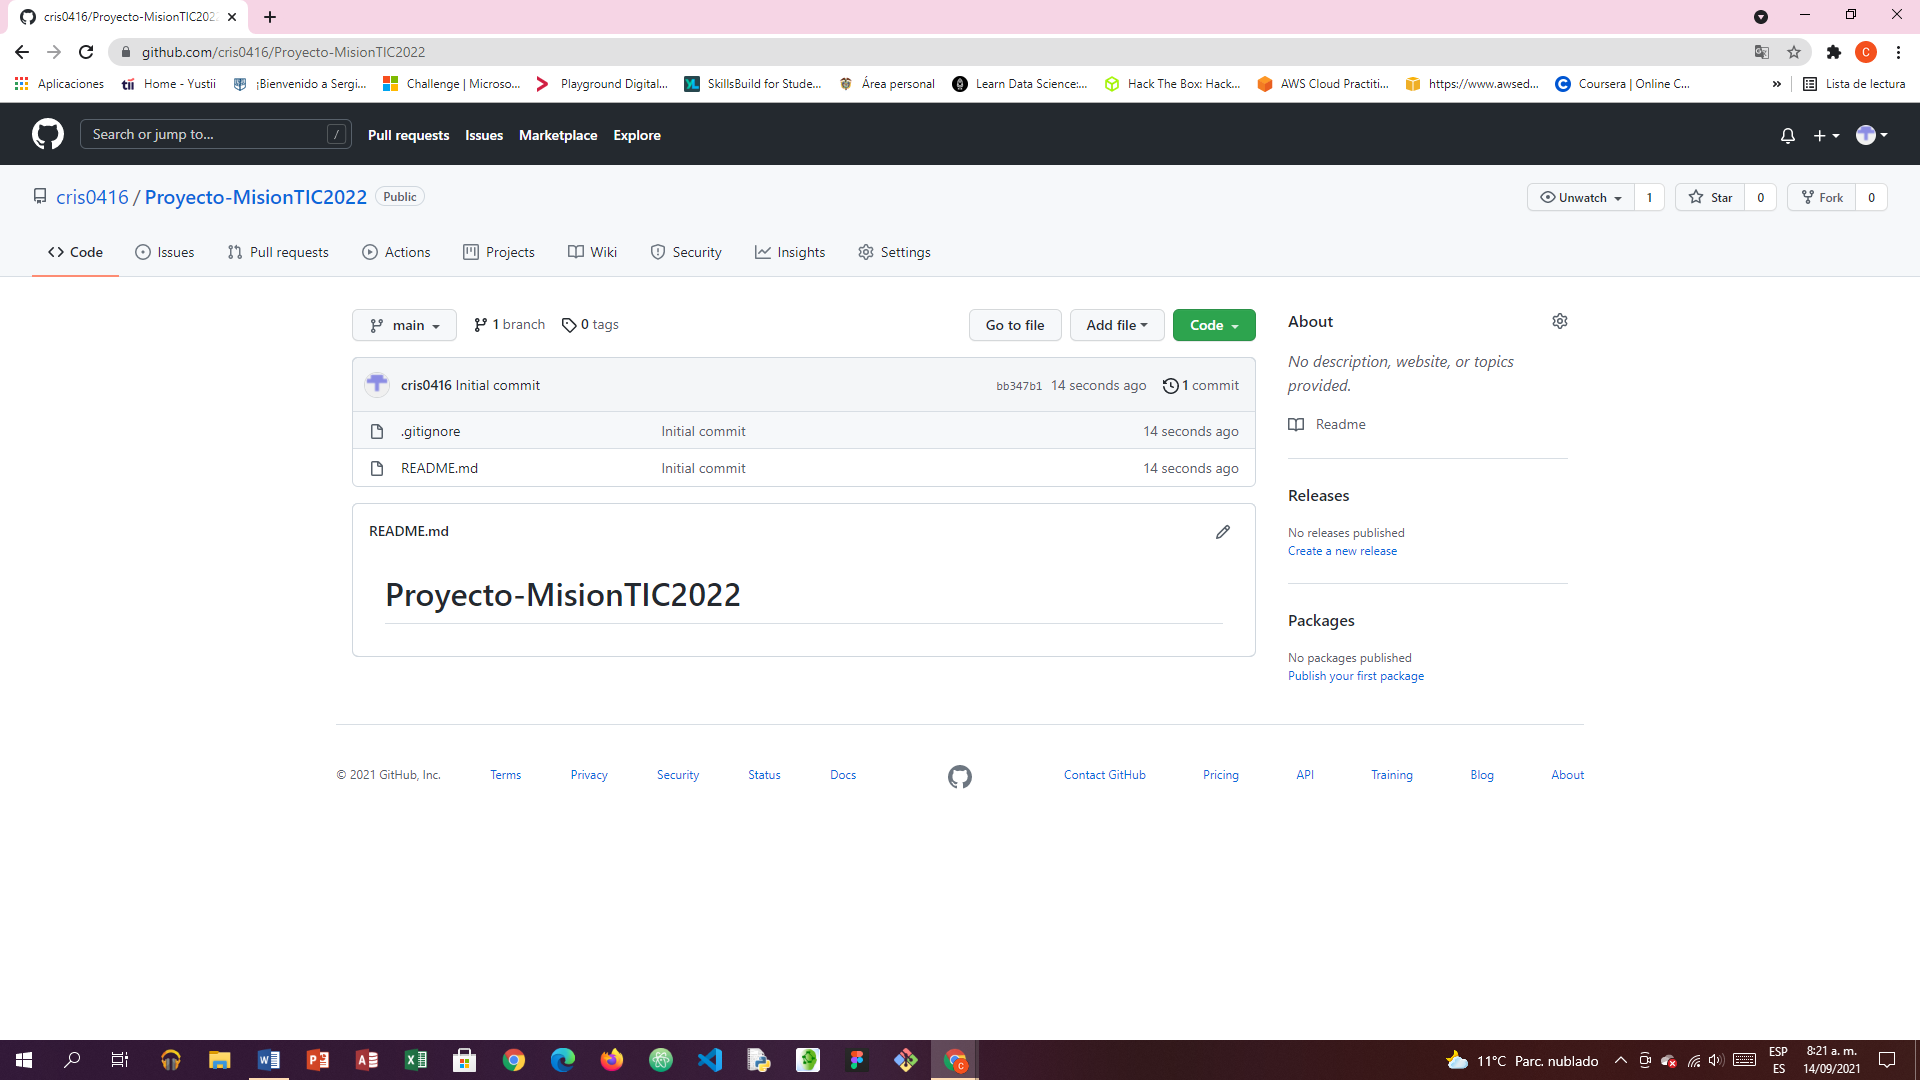 cris0416/Proyecto-MisionTIC202
github.com/cris0416/Proyecto-MisionTIC2022
C
Aplicaciones
Home - Yustii
¡Bienvenido a Sergi...
Challenge | Microso...
Playground Digital...
SkillsBuild for Stude...
Área personal
Learn Data Science:...
Hack The Box: Hack...
AWS Cloud Practiti...
https://www.awsed...
Coursera | Online C...
»
Lista de lectura
Search or jump to...
/
Pull requests
Issues
Marketplace
Explore
cris0416 / Proyecto-MisionTIC2022
Public
Unwatch
1
Star
0
Fork
0
Code
Issues
Pull requests
Actions
Projects
Wiki
Security
Insights
Settings
main
1 branch
0 tags
Go to file
Add file
Code
cris0416 Initial commit
bb347b1 14 seconds ago
1 commit
.gitignore
Initial commit
14 seconds ago
README.md
Initial commit
14 seconds ago
README.md
Proyecto-MisionTIC2022
About
No description, website, or topics
provided.
Readme
Releases
No releases published
Create a new release
Packages
No packages published
Publish your first package
© 2021 GitHub, Inc.
Terms
Privacy
Security
Status
Docs
Contact GitHub
Pricing
API
Training
Blog
About
11°C Parc. nublado
ESP
ES
8:21 a. m.
14/09/2021